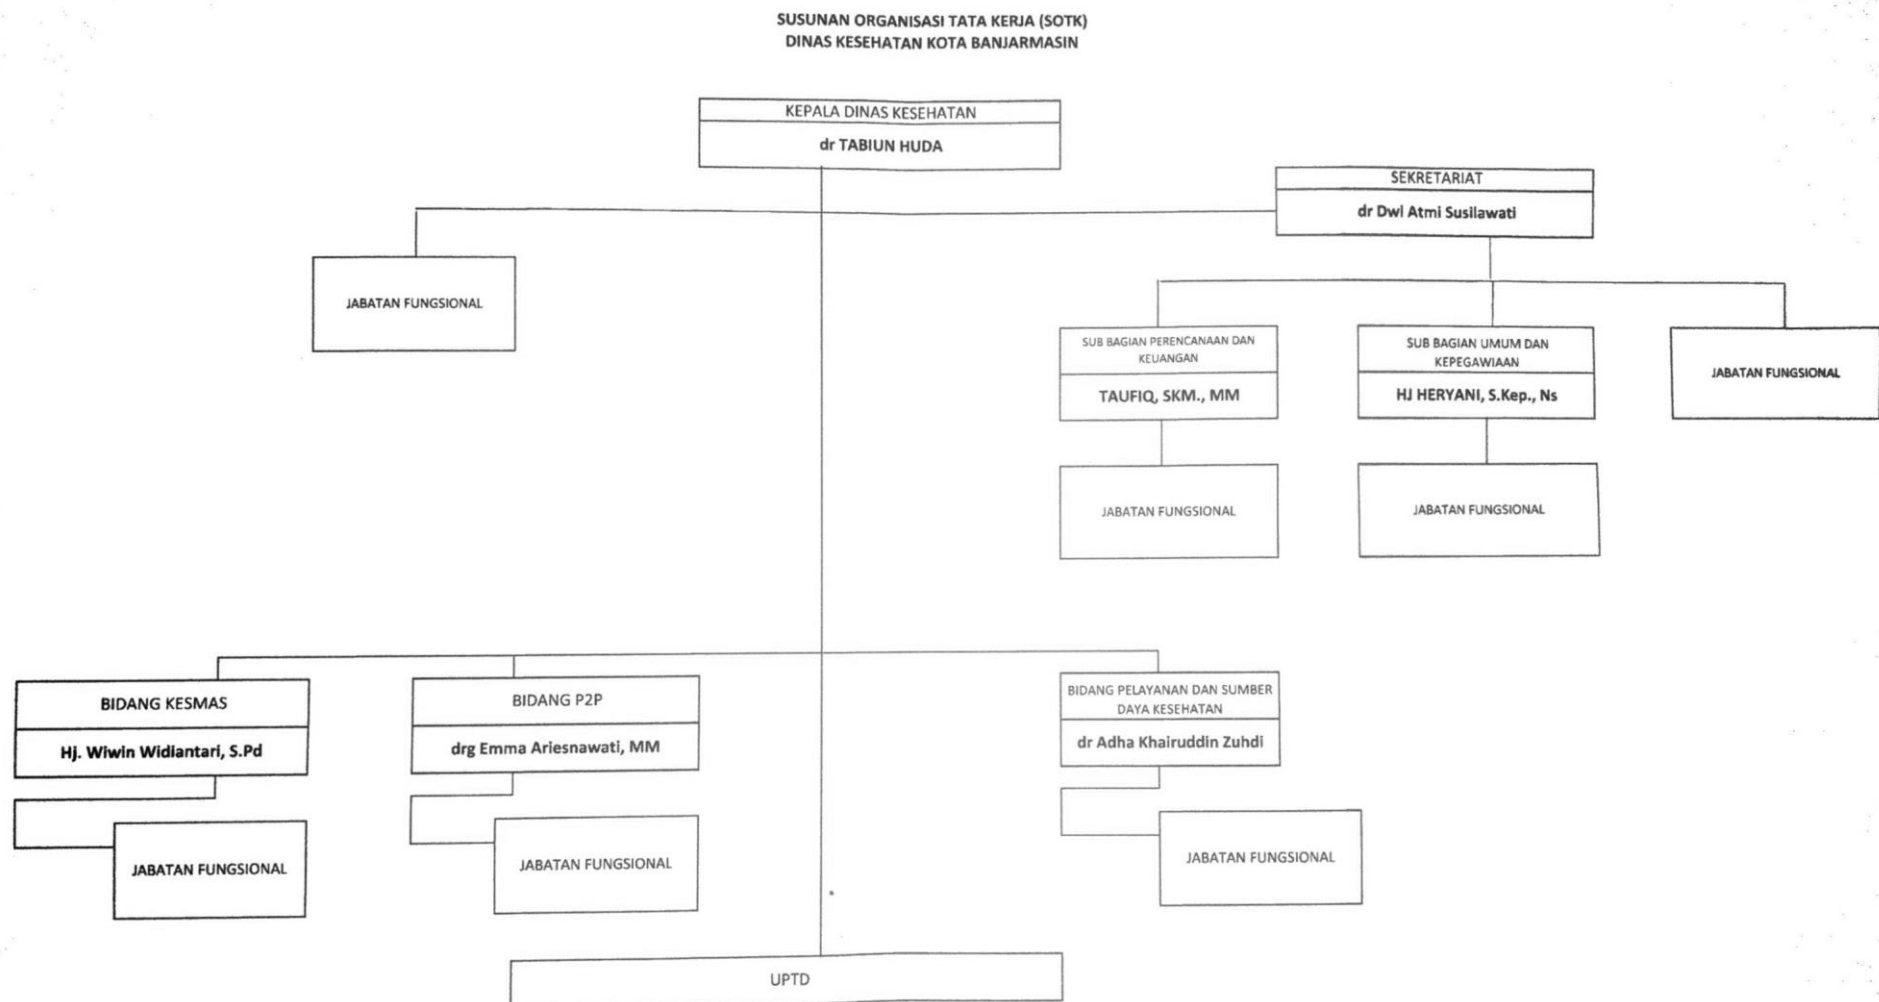 SUSUNAN ORGANISASI TATA KERJA (SOTK)
DINAS KESEHATAN KOTA BANJARMASIN
KEPALA DINAS KESEHATAN
dr TABIUN HUDA
SEKRETARIAT
dr Dwi Atmi Susilawati
JABATAN FUNGSIONAL
SUB BAGIAN PERENCANAAN DAN
KEUANGAN
TAUFIQ, SKM., MM
SUB BAGIAN UMUM DAN
KEPEGAWIAAN
HJ HERYANI, S.Kep., Ns
JABATAN FUNGSIONAL
JABATAN FUNGSIONAL
JABATAN FUNGSIONAL
BIDANG KESMAS
Hj. Wiwin Widiantari, S.Pd
BIDANG P2P
drg Emma Ariesnawati, MM
BIDANG PELAYANAN DAN SUMBER
DAYA KESEHATAN
dr Adha Khairuddin Zuhdi
JABATAN FUNGSIONAL
JABATAN FUNGSIONAL
JABATAN FUNGSIONAL
UPTD